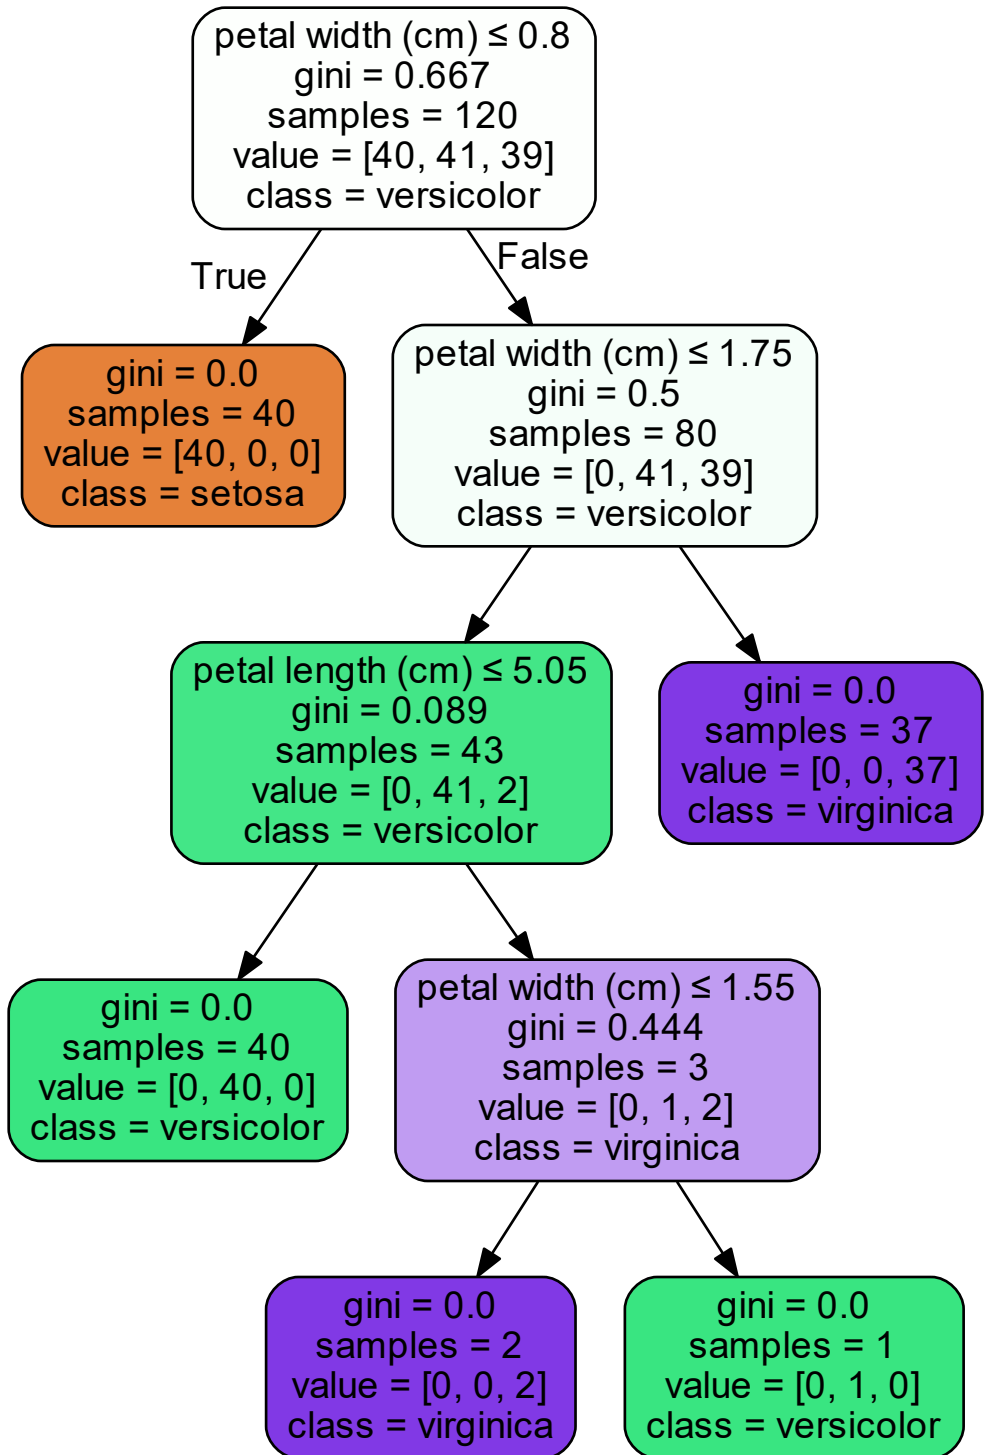 petal width (cm) ≤ 0.8
gini = 0.667
samples = 120
value = [40, 41, 39]
class = versicolor
True
False
gini = 0.0
samples = 40
value = [40, 0, 0]
class = setosa
petal width (cm) ≤ 1.75
gini = 0.5
samples = 80
value = [0, 41, 39]
class = versicolor
petal length (cm) ≤ 5.05
gini = 0.089
samples = 43
value = [0, 41, 2]
class = versicolor
gini = 0.0
samples = 37
value = [0, 0, 37]
class = virginica
gini = 0.0
samples = 40
value = [0, 40, 0]
class = versicolor
petal width (cm) ≤ 1.55
gini = 0.444
samples = 3
value = [0, 1, 2]
class = virginica
gini = 0.0
samples = 2
value = [0, 0, 2]
class = virginica
gini = 0.0
samples = 1
value = [0, 1, 0]
class = versicolor